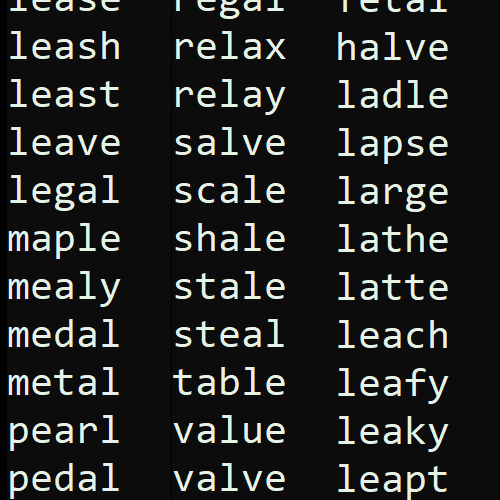 lease regal fetal
leash relax halve
least relay ladle
leave salve lapse
legal scale large
maple shale lathe
mealy stale latte
medal steal leach
metal table leafy
pearl value leaky
pedal valve leapt